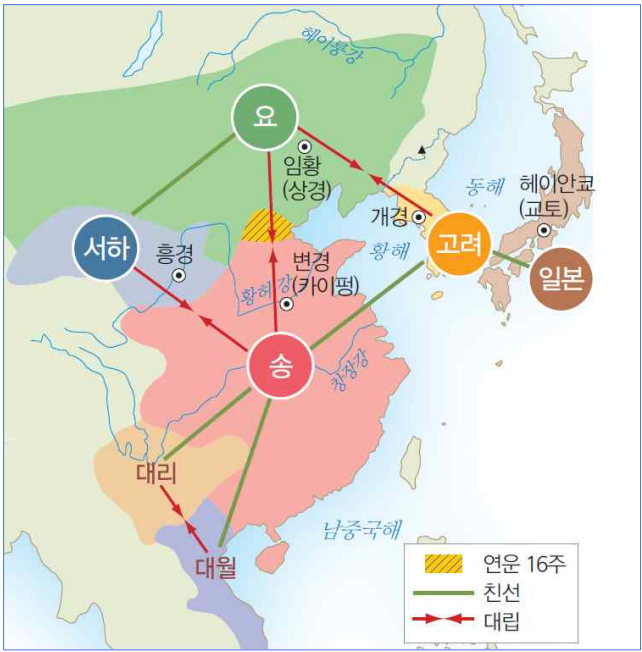 헤이룽강
요
임황
(상경)
동해
헤이안쿄
(교토)
개경
서하
흥경
변경
(카이펑)
황해
고려
일본
황허강
송
창장강
대리
남중국해
대월
연운 16주
친선
대립